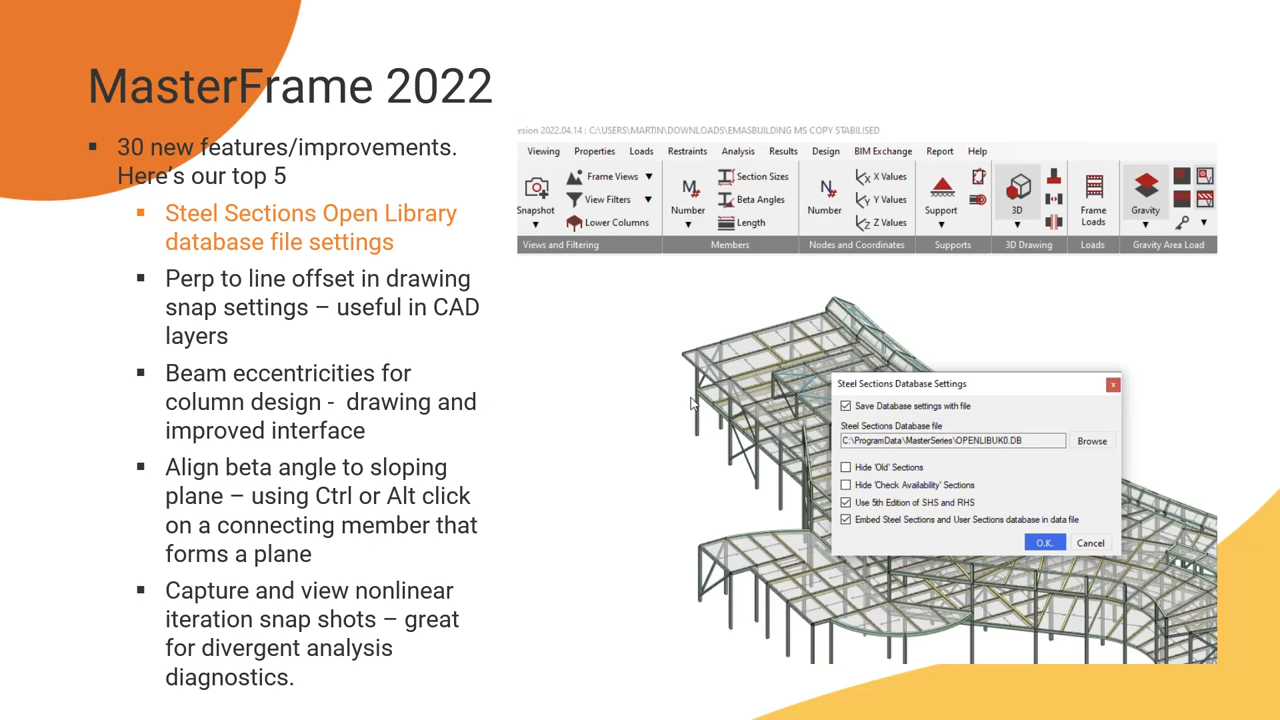 MasterFrame 2022
▪ 30 new features/improvements.
Here's our top 5
▪ Steel Sections Open Library
database file settings
▪ Perp to line offset in drawing
snap settings – useful in CAD
layers
▪ Beam eccentricities for
column design - drawing and
improved interface
▪ Align beta angle to sloping
plane – using Ctrl or Alt click
on a connecting member that
forms a plane
▪ Capture and view nonlinear
iteration snap shots – great
for divergent analysis
diagnostics.
rsion 2022.04.14 : C:\USERS\MARTIN\DOWNLOADS\EMASBUILDING MS COPY STABILISED
Viewing Properties Loads Restraints Analysis Results Design BIM Exchange Report Help
Snapshot
Frame Views
View Filters
Lower Columns
Views and Filtering
M#
Number
Section Sizes
Beta Angles
Length
Members
N#
Number
X Values
Y Values
Z Values
Nodes and Coordinates
Support
Supports
3D
3D Drawing
Frame
Loads
Loads
Gravity
Gravity Area Load
Steel Sections Database Settings
x
Save Database settings with file
Steel Sections Database file
C:\ProgramData\MasterSeries\OPENLIBUK0.DB
Browse
Hide 'Old' Sections
Hide 'Check Availability' Sections
Use 5th Edition of SHS and RHS
Embed Steel Sections and User Sections database in data file
O.K. Cancel